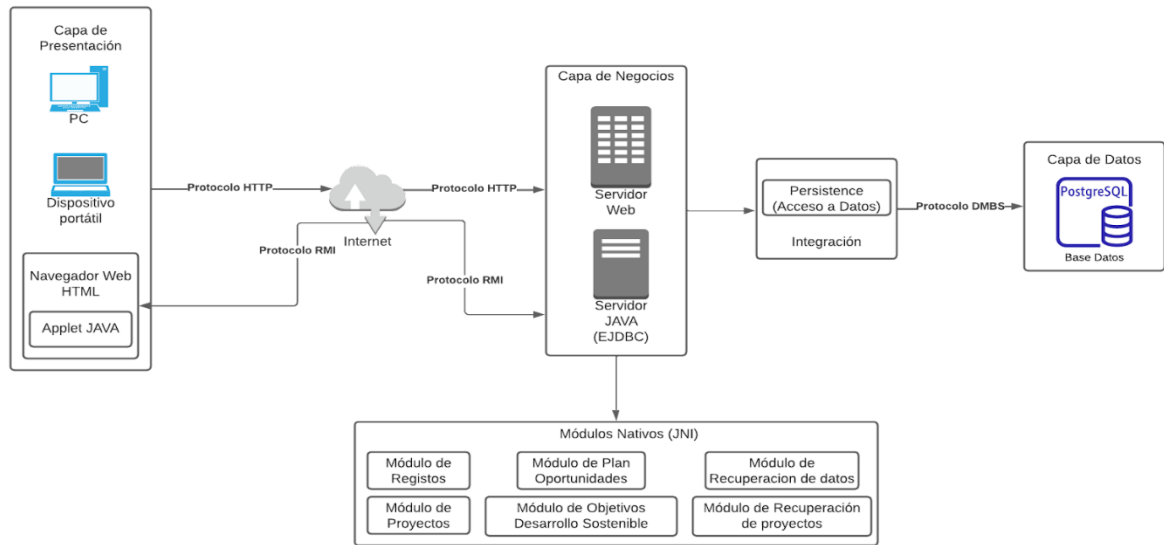 Capa de
Presentación
PC
Dispositivo
portátil
Navegador Web
HTML
Applet JAVA
Protocolo HTTP
Internet
Protocolo RMI
Protocolo HTTP
Protocolo RMI
Capa de Negocios
Servidor
Web
Servidor
JAVA
(EJDBC)
Persistence
(Acceso a Datos)
Integración
Protocolo DMBS
Capa de Datos
PostgreSQL
Base Datos
Módulos Nativos (JNI)
Módulo de
Registos
Módulo de Plan
Oportunidades
Módulo de
Recuperacion de datos
Módulo de
Proyectos
Módulo de Objetivos
Desarrollo Sostenible
Módulo de Recuperación
de proyectos